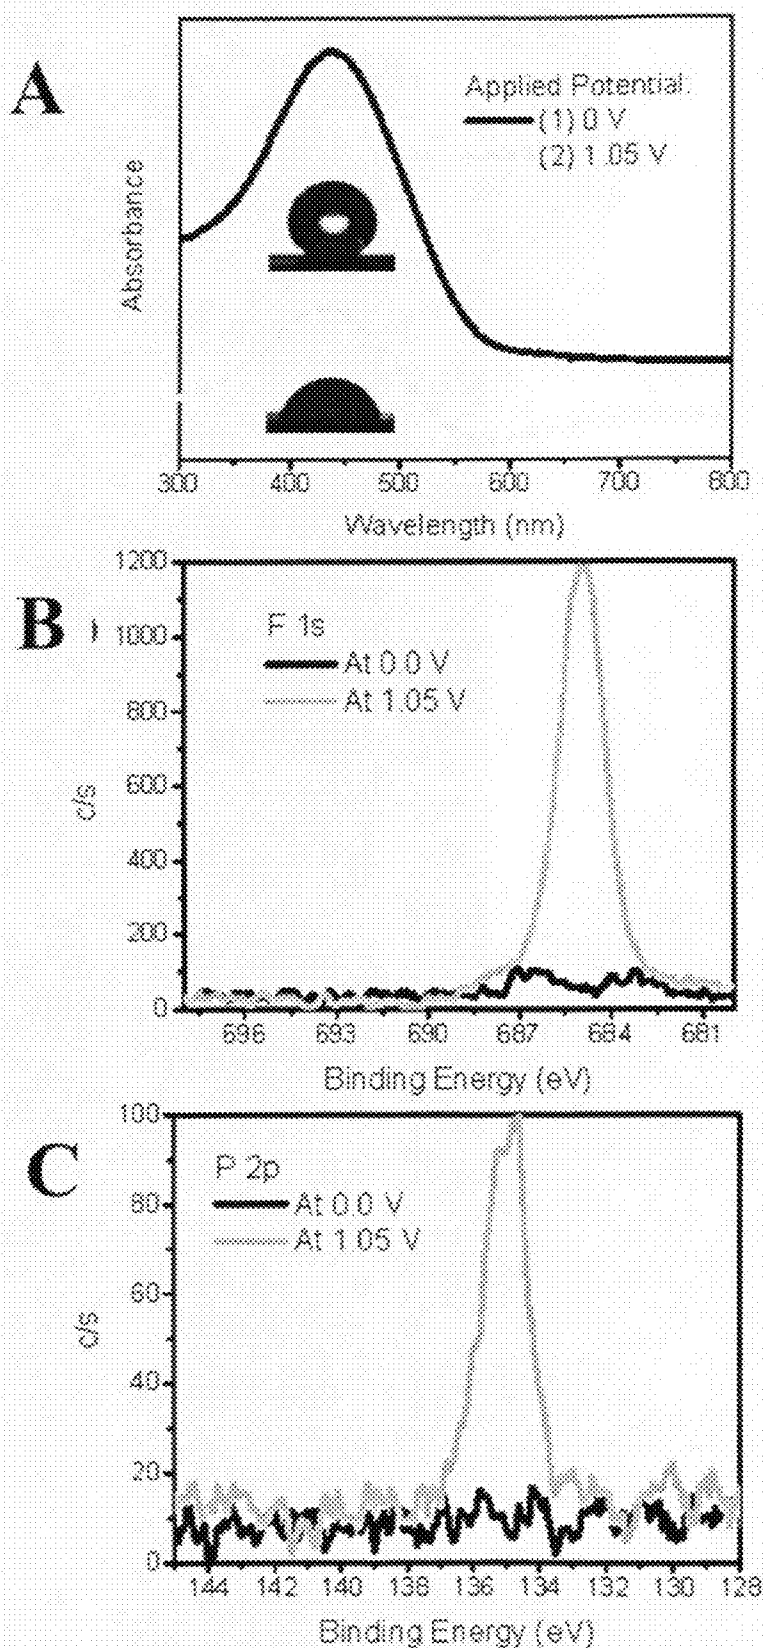 A
Applied Potential:
(1) 0 V
(2) 1.05 V
Absorbance
300 400 500 600 700 800
Wavelength (nm)
B
F 1s
At 0.0 V
At 1.05 V
1200
1000
800
600
400
200
0
c/s
696 693 690 687 684 681
Binding Energy (eV)
C
P 2p
At 0.0 V
At 1.05 V
100
80
60
40
20
0
c/s
144 142 140 138 136 134 132 130 128
Binding Energy (eV)